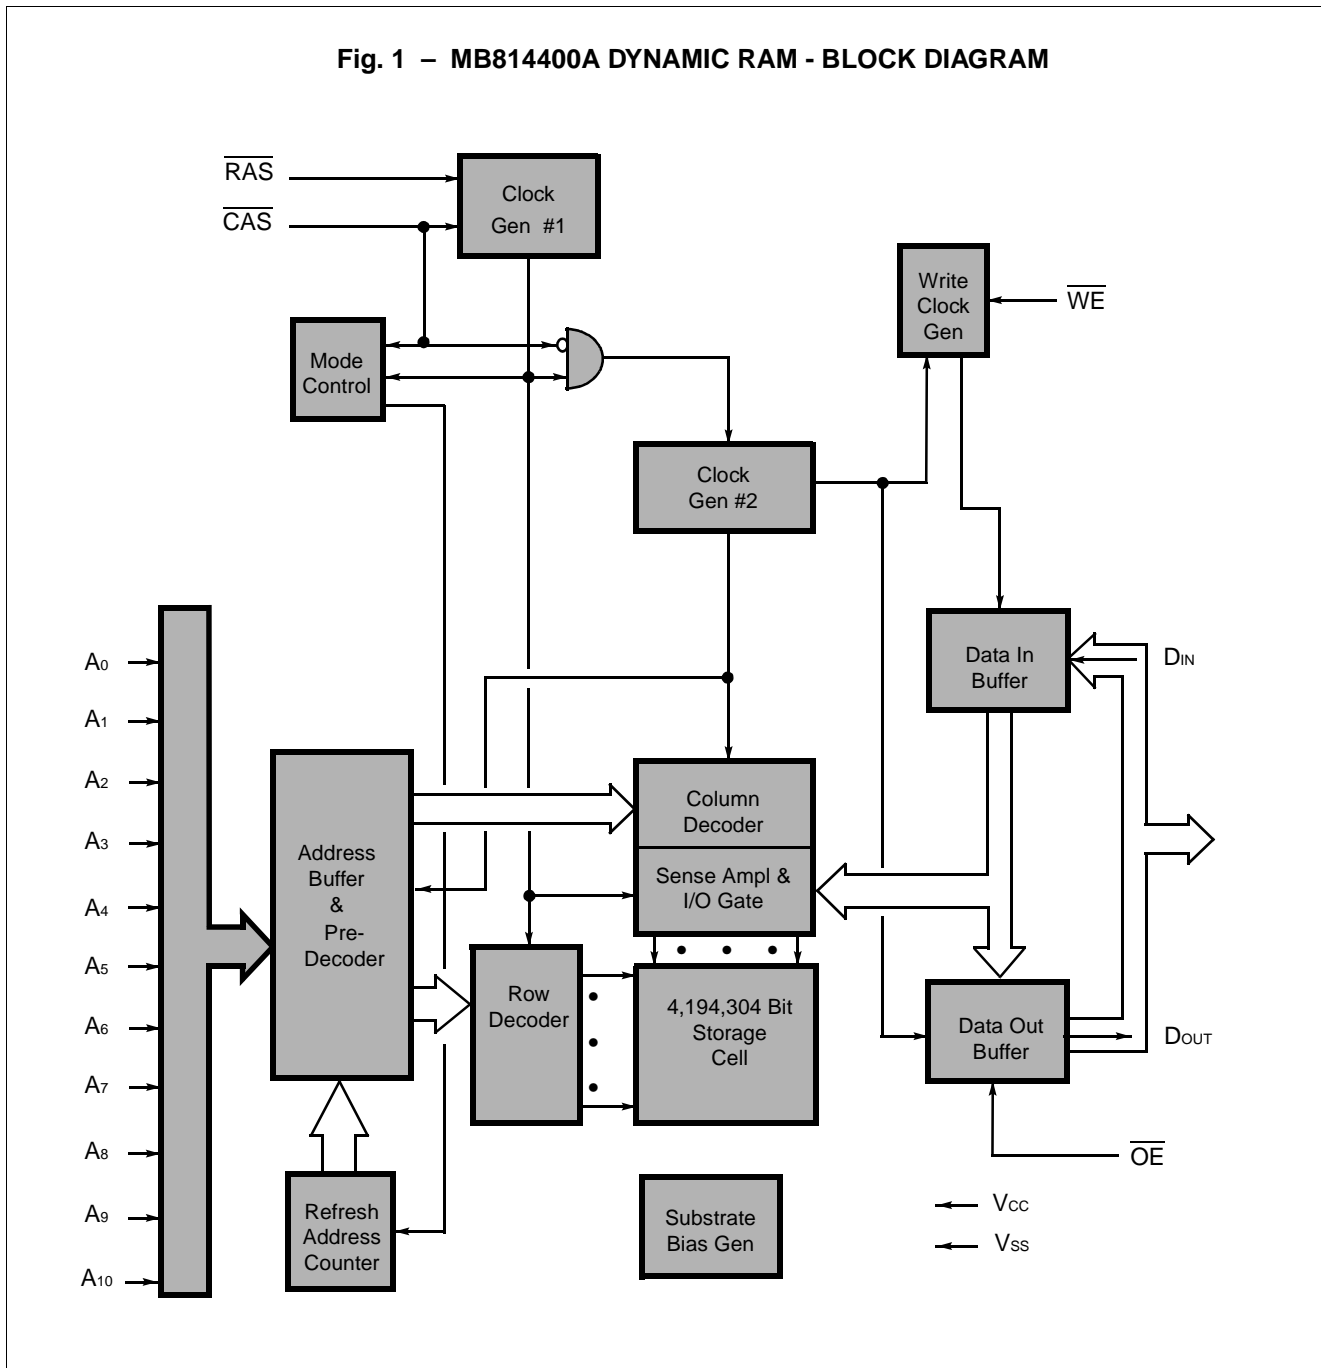 Fig. 1 – MB814400A DYNAMIC RAM - BLOCK DIAGRAM
RAS
CAS
Clock
Gen #1
Write
Clock
Gen
WE
Mode
Control
Clock
Gen #2
A0
A1
A2
A3
A4
A5
A6
A7
A8
A9
A10
Address
Buffer
&
Pre-
Decoder
Column
Decoder
Sense Ampl &
I/O Gate
Data In
Buffer
DIN
Row
Decoder
4,194,304 Bit
Storage
Cell
Data Out
Buffer
DOUT
OE
Refresh
Address
Counter
Substrate
Bias Gen
VCC
VSS